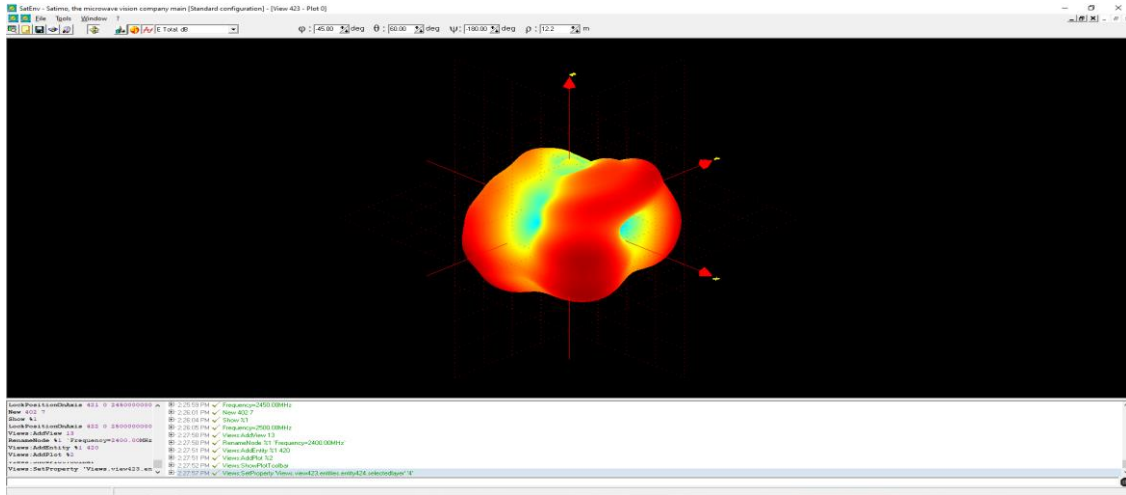 SatEnv - Satimo, the microwave vision company main [Standard configuration] - [View 423 - Plot 0]
File Tools Window ?
E Total dB φ : -45.00 deg θ : 60.00 deg ψ : -180.00 deg ρ : 12.2 m
LockPositionOnAxis 421 0 2450000000
New 402 7
Show %1
LockPositionOnAxis 422 0 2500000000
Views:AddView 13
RenameNode %1 'Frequency=2400.00MHz
Views:AddEntity %1 420
Views:AddPlot %2
Views:SetProperty 'Views.view423.en
2:25:59 PM Frequency=2450.00MHz
2:26:01 PM New 402 7
2:26:04 PM Show %1
2:26:05 PM Frequency=2500.00MHz
2:27:50 PM Views:AddView 13
2:27:50 PM RenameNode %1 'Frequency=2400.00MHz'
2:27:51 PM Views:AddEntity %1 420
2:27:51 PM Views:AddPlot %2
2:27:52 PM Views:ShowPlotToolbar
2:27:57 PM Views:SetProperty 'Views.view423.entities.entity424.selectedlayer' '4'